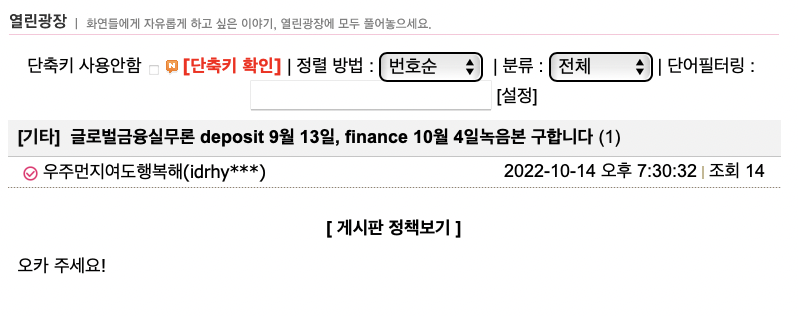 열린광장 | 화연들에게 자유롭게 하고 싶은 이야기, 열린광장에 모두 풀어놓으세요.
단축키 사용안함 N [단축키 확인] | 정렬 방법 : 번호순 | 분류 : 전체 | 단어필터링 :
[설정]
[기타] 글로벌금융실무론 deposit 9월 13일, finance 10월 4일녹음본 구합니다 (1)
우주먼지여도행복해(idrhy***) 2022-10-14 오후 7:30:32 | 조회 14
[ 게시판 정책보기 ]
오카 주세요!